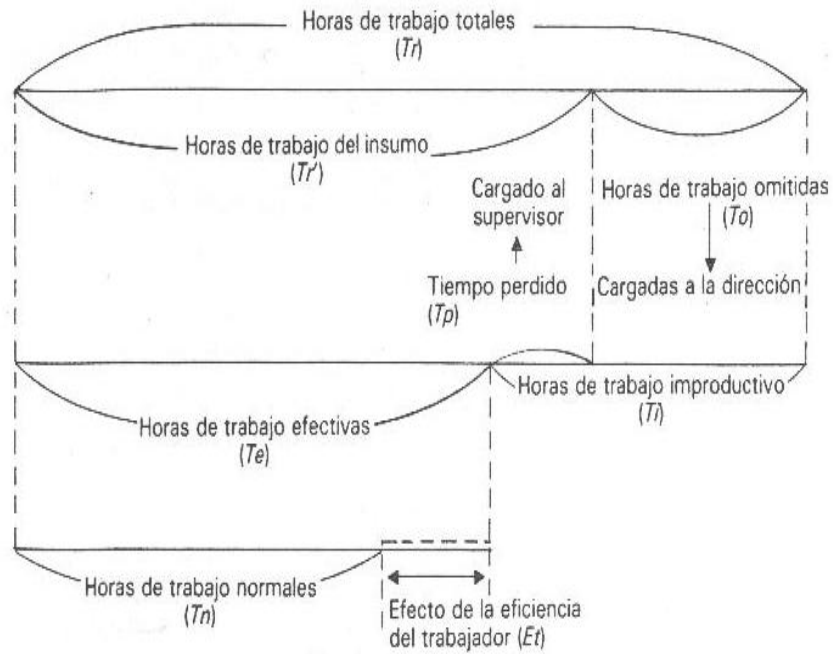 Horas de trabajo totales
(Tr)
Horas de trabajo del insumo
(Tr')
Cargado al
supervisor
Horas de trabajo omitidas
(To)
Tiempo perdido
(Tp)
Cargadas a la dirección
Horas de trabajo efectivas
(Te)
Horas de trabajo improductivo
(Ti)
Horas de trabajo normales
(Tn)
Efecto de la eficiencia
del trabajador (Et)